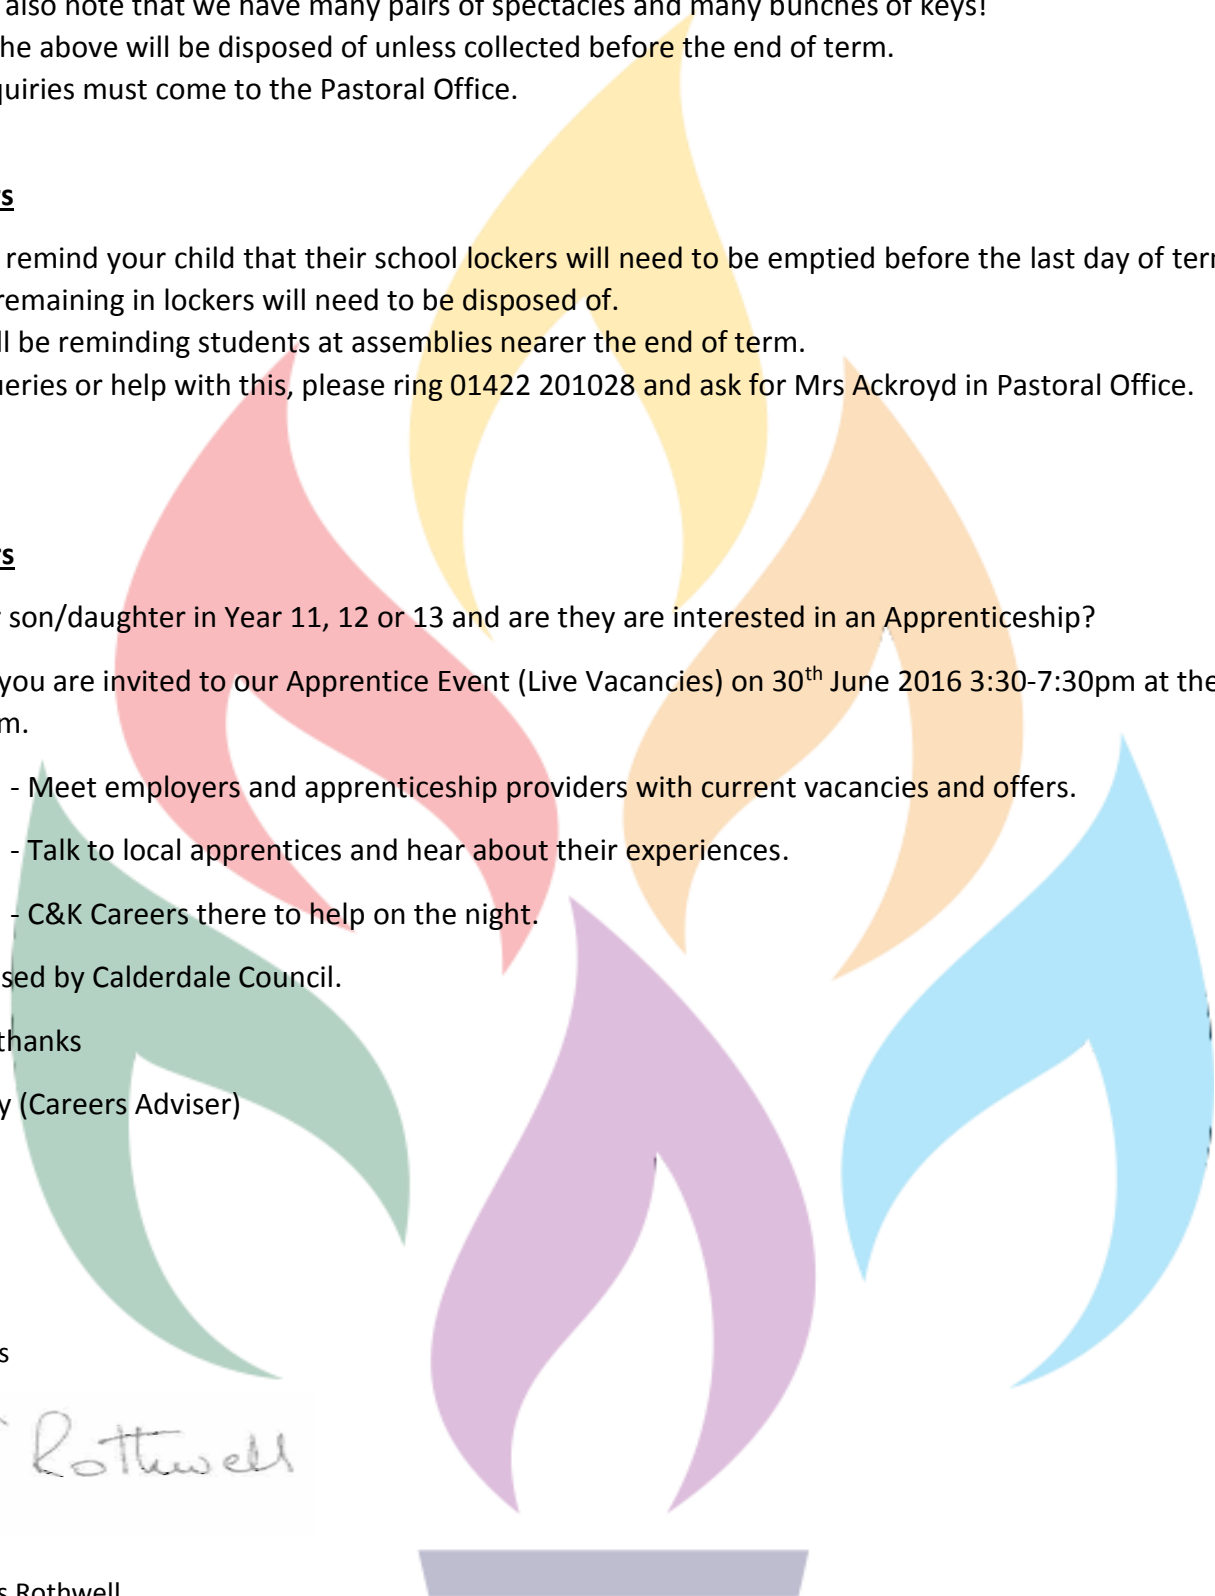 also note that we have many pairs of spectacles and many bunches of keys!
he above will be disposed of unless collected before the end of term.
quiries must come to the Pastoral Office.
rs
remind your child that their school lockers will need to be emptied before the last day of ter
remaining in lockers will need to be disposed of.
ll be reminding students at assemblies nearer the end of term.
ueries or help with this, please ring 01422 201028 and ask for Mrs Ackroyd in Pastoral Office.
rs
r son/daughter in Year 11, 12 or 13 and are they are interested in an Apprenticeship?
you are invited to our Apprentice Event (Live Vacancies) on 30th June 2016 3:30-7:30pm at the
m.
- Meet employers and apprenticeship providers with current vacancies and offers.
- Talk to local apprentices and hear about their experiences.
- C&K Careers there to help on the night.
sed by Calderdale Council.
thanks
y (Careers Adviser)
s
Rothwell
s Rothwell